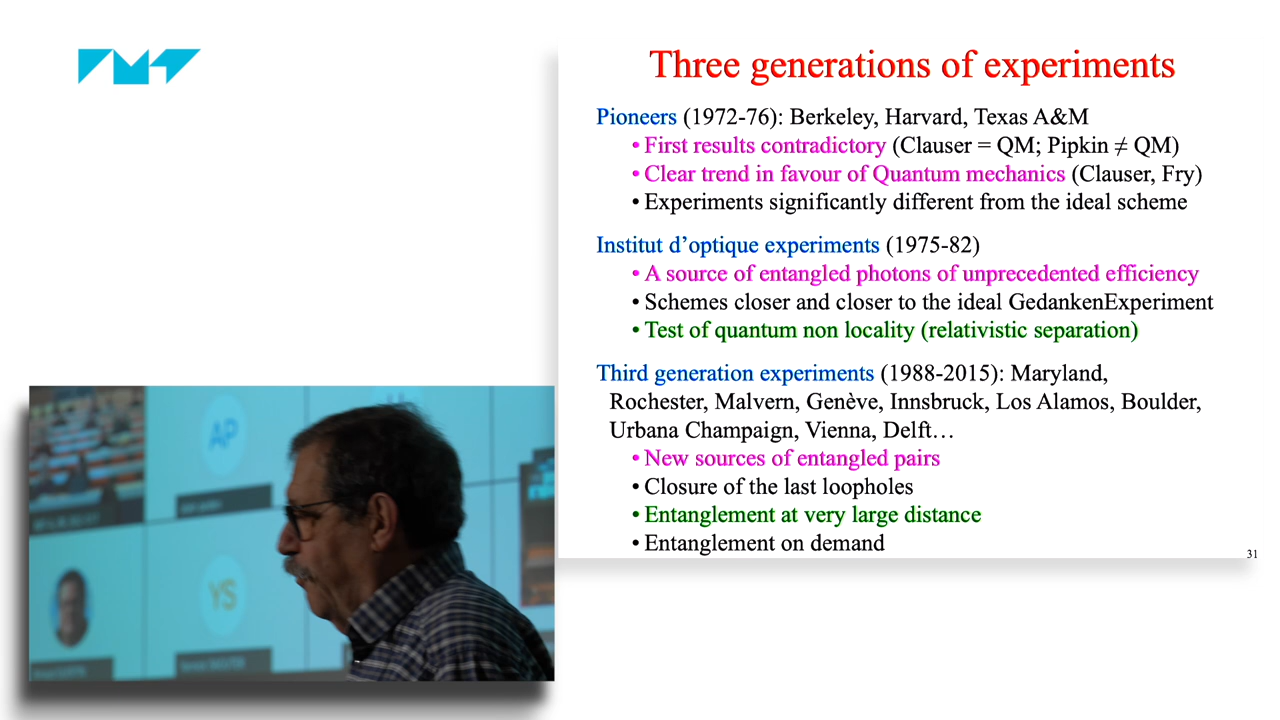 Three generations of experiments
Pioneers (1972-76): Berkeley, Harvard, Texas A&M
• First results contradictory (Clauser = QM; Pipkin ≠ QM)
• Clear trend in favour of Quantum mechanics (Clauser, Fry)
• Experiments significantly different from the ideal scheme
Institut d’optique experiments (1975-82)
• A source of entangled photons of unprecedented efficiency
• Schemes closer and closer to the ideal GedankenExperiment
• Test of quantum non locality (relativistic separation)
Third generation experiments (1988-2015): Maryland,
Rochester, Malvern, Genève, Innsbruck, Los Alamos, Boulder,
Urbana Champaign, Vienna, Delft…
• New sources of entangled pairs
• Closure of the last loopholes
• Entanglement at very large distance
• Entanglement on demand
31
AP
YS